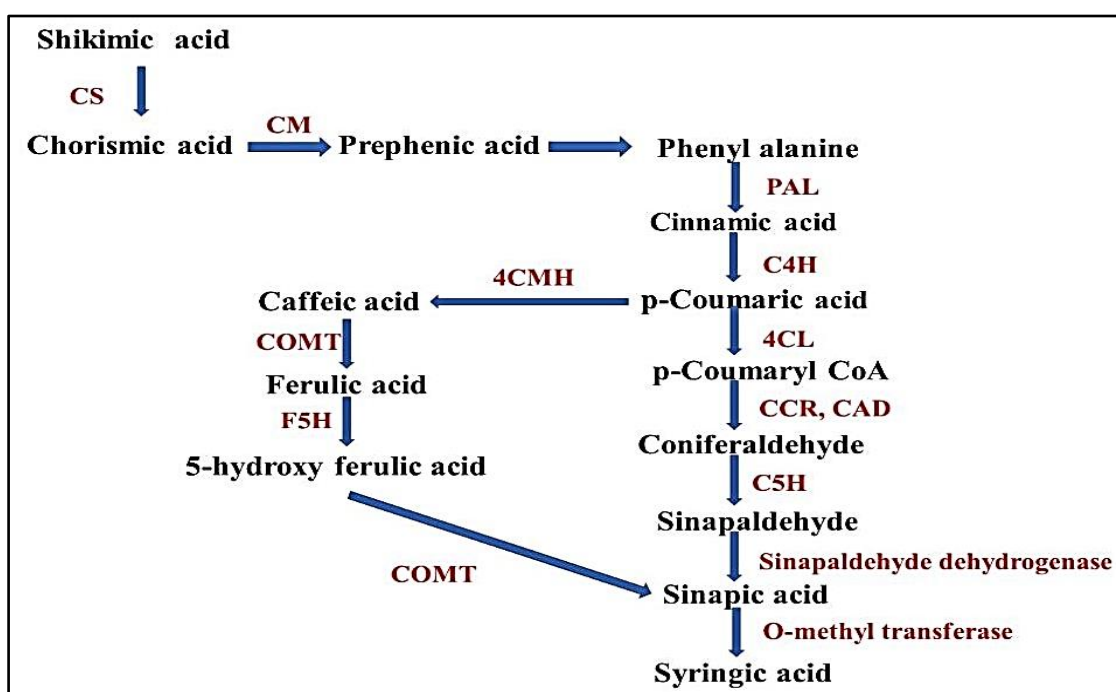 Shikimic acid
CS
CM
Chorismic acid
Prephenic acid
Phenyl alanine
PAL
Cinnamic acid
C4H
4CMH
Caffeic acid
p-Coumaric acid
COMT
4CL
Ferulic acid
p-Coumaryl CoA
F5H
CCR, CAD
5-hydroxy ferulic acid
Coniferaldehyde
C5H
Sinapaldehyde
COMT
Sinapaldehyde dehydrogenase
Sinapic acid
O-methyl transferase
Syringic acid